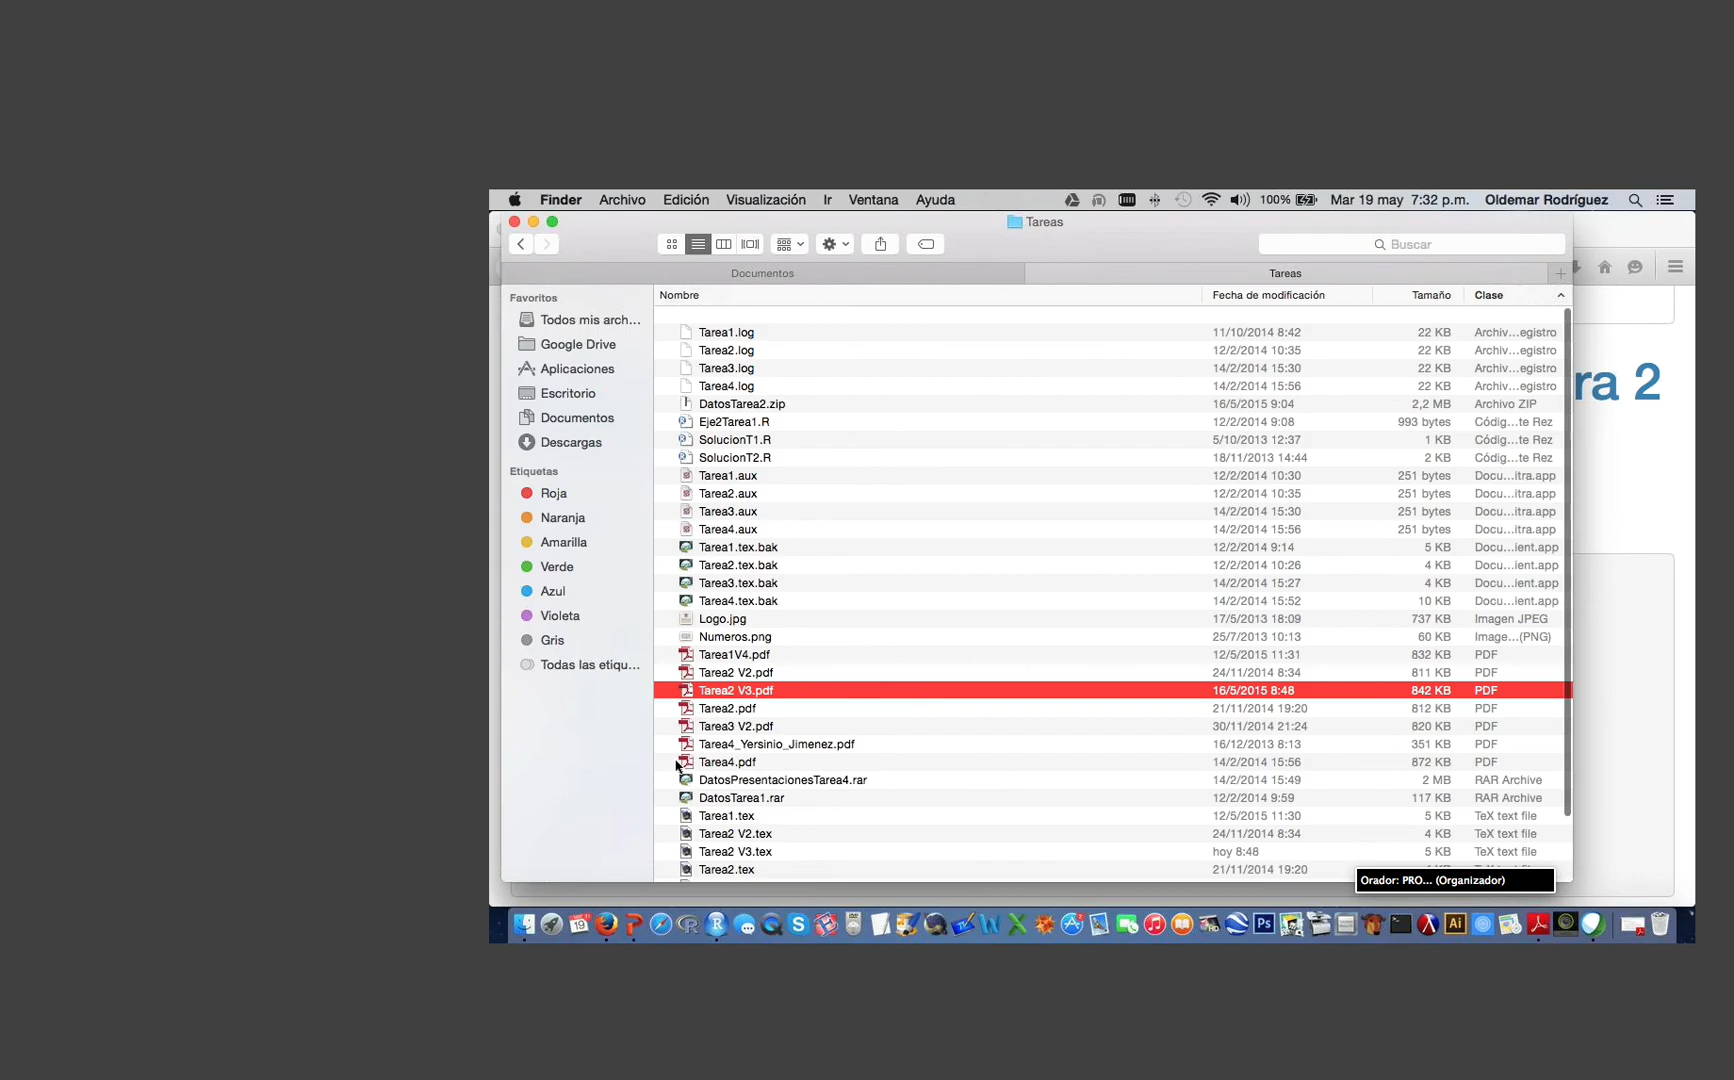 Finder Archivo Edición Visualización Ir Ventana Ayuda 100% Mar 19 may 7:32 p.m. Oldemar Rodríguez
Tareas
Buscar
Documentos Tareas
Favoritos
Todos mis arch...
Google Drive
Aplicaciones
Escritorio
Documentos
Descargas
Etiquetas
Roja
Naranja
Amarilla
Verde
Azul
Violeta
Gris
Todas las etiqu...
Nombre Fecha de modificación Tamaño Clase
Tarea1.log 11/10/2014 8:42 22 KB Archiv...egistro
Tarea2.log 12/2/2014 10:35 22 KB Archiv...egistro
Tarea3.log 14/2/2014 15:30 22 KB Archiv...egistro
Tarea4.log 14/2/2014 15:56 22 KB Archiv...egistro
DatosTarea2.zip 16/5/2015 9:04 2,2 MB Archivo ZIP
Eje2Tarea1.R 12/2/2014 9:08 993 bytes Códig...te Rez
SolucionT1.R 5/10/2013 12:37 1 KB Códig...te Rez
SolucionT2.R 18/11/2013 14:44 2 KB Códig...te Rez
Tarea1.aux 12/2/2014 10:30 251 bytes Docu...itra.app
Tarea2.aux 12/2/2014 10:35 251 bytes Docu...itra.app
Tarea3.aux 14/2/2014 15:30 251 bytes Docu...itra.app
Tarea4.aux 14/2/2014 15:56 251 bytes Docu...itra.app
Tarea1.tex.bak 12/2/2014 9:14 5 KB Docu...ient.app
Tarea2.tex.bak 12/2/2014 10:26 4 KB Docu...ient.app
Tarea3.tex.bak 14/2/2014 15:27 4 KB Docu...ient.app
Tarea4.tex.bak 14/2/2014 15:52 10 KB Docu...ient.app
Logo.jpg 17/5/2013 18:09 737 KB Imagen JPEG
Numeros.png 25/7/2013 10:13 60 KB Image...(PNG)
Tarea1V4.pdf 12/5/2015 11:31 832 KB PDF
Tarea2 V2.pdf 24/11/2014 8:34 811 KB PDF
Tarea2 V3.pdf 16/5/2015 8:48 842 KB PDF
Tarea2.pdf 21/11/2014 19:20 812 KB PDF
Tarea3 V2.pdf 30/11/2014 21:24 820 KB PDF
Tarea4_Yersinio_Jimenez.pdf 16/12/2013 8:13 351 KB PDF
Tarea4.pdf 14/2/2014 15:56 872 KB PDF
DatosPresentacionesTarea4.rar 14/2/2014 15:49 2 MB RAR Archive
DatosTarea1.rar 12/2/2014 9:59 117 KB RAR Archive
Tarea1.tex 12/5/2015 11:30 5 KB TeX text file
Tarea2 V2.tex 24/11/2014 8:34 4 KB TeX text file
Tarea2 V3.tex hoy 8:48 5 KB TeX text file
Tarea2.tex 21/11/2014 19:20
Orador: PRO... (Organizador)
ra 2
Ps Ai